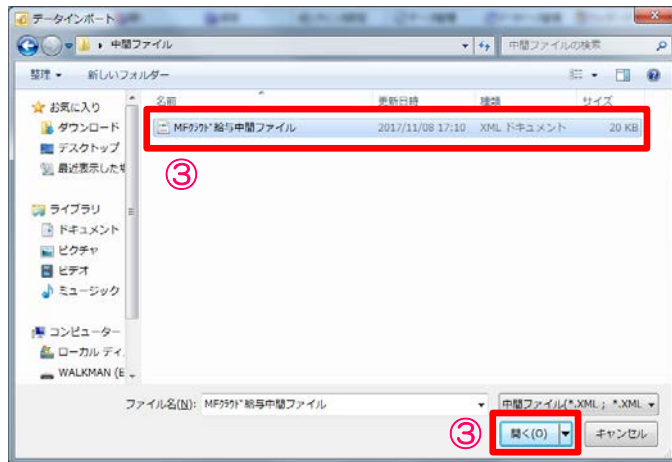 データインポート
中間ファイル
中間ファイルの検索
整理 新しいフォルダー
お気に入り
ダウンロード
デスクトップ
最近表示した場
ライブラリ
ドキュメント
ピクチャ
ビデオ
ミュージック
コンピューター
ローカル ディ
WALKMAN (E
名前 更新日時 種類 サイズ
MFｸﾗｳﾄﾞ給与中間ファイル 2017/11/08 17:10 XML ドキュメント 20 KB
③
ファイル名(N): MFｸﾗｳﾄﾞ給与中間ファイル 中間ファイル(*.XML ; *.XML
③ 開く(O) キャンセル